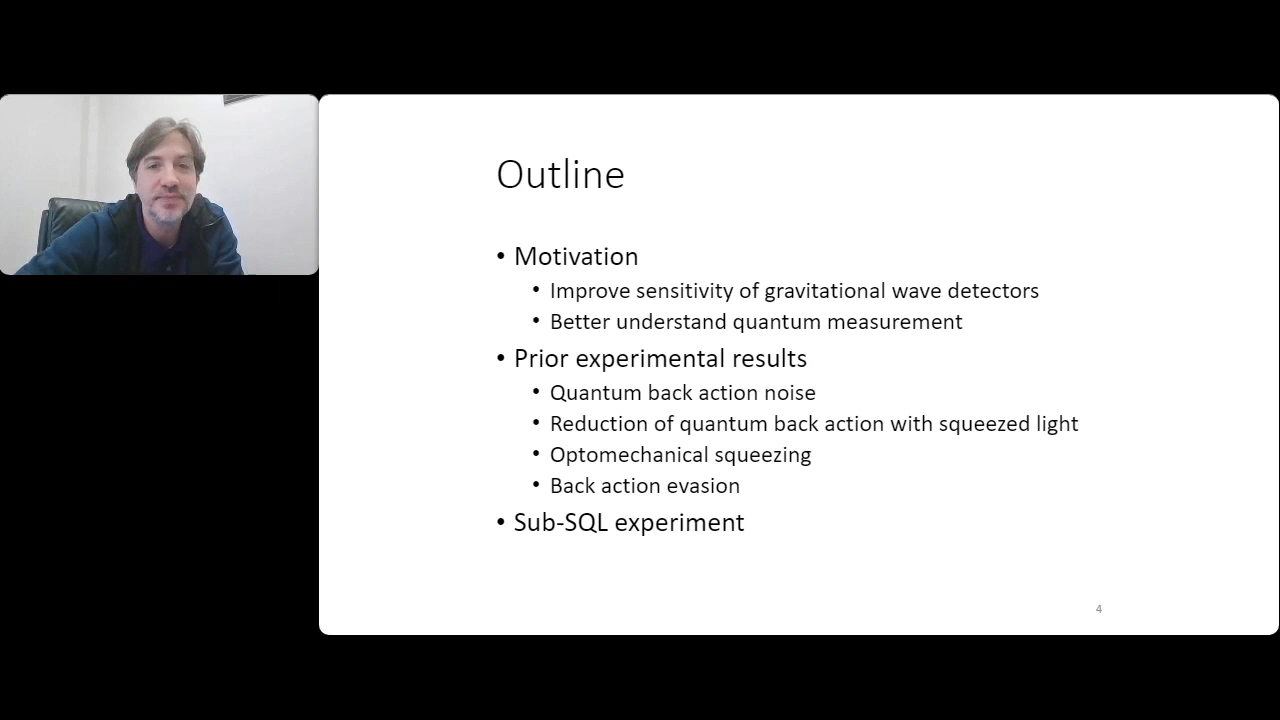 Outline
• Motivation
• Improve sensitivity of gravitational wave detectors
• Better understand quantum measurement
• Prior experimental results
• Quantum back action noise
• Reduction of quantum back action with squeezed light
• Optomechanical squeezing
• Back action evasion
• Sub-SQL experiment
4